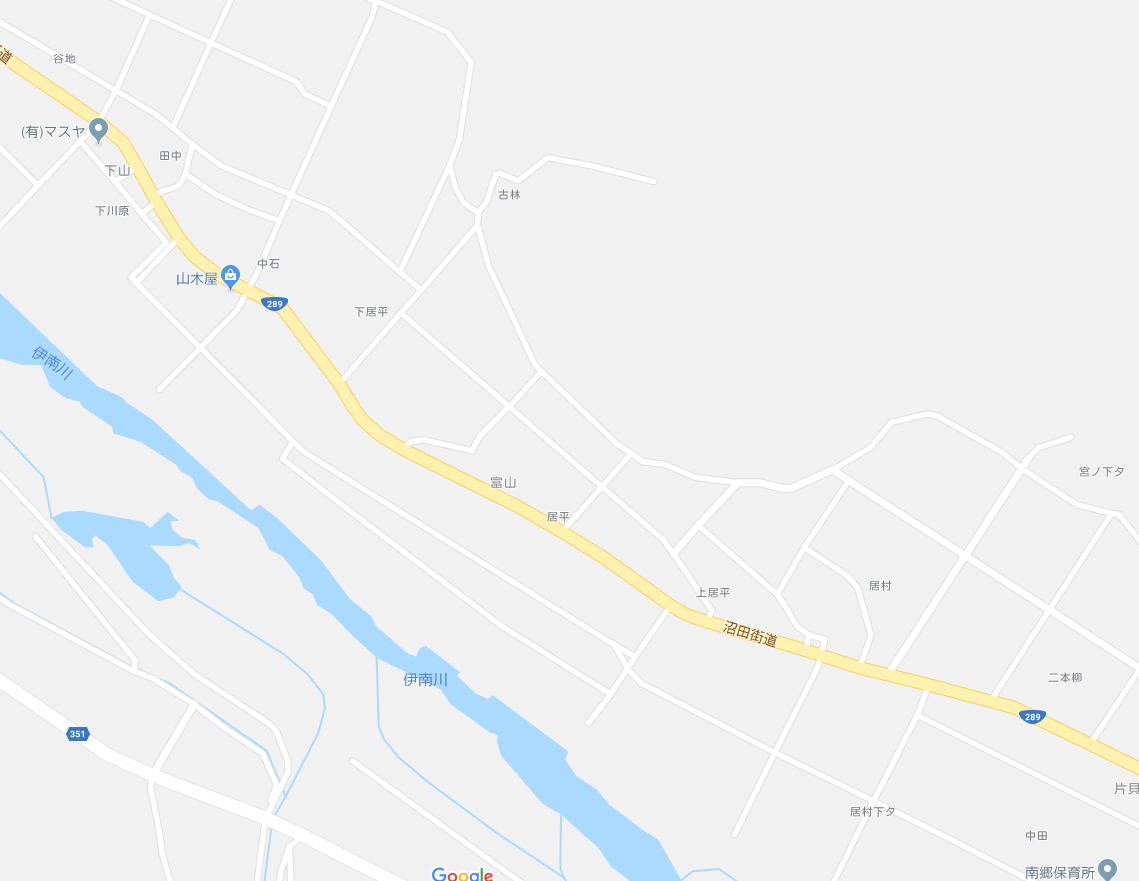 道
谷地
(有)マスヤ
田中
下山
古林
下川原
中石
山木屋
289
下居平
伊南川
富山
宮ノ下タ
居平
居村
上居平
沼田街道
伊南川
二本柳
289
351
片貝
居村下タ
中田
南郷保育所
Google